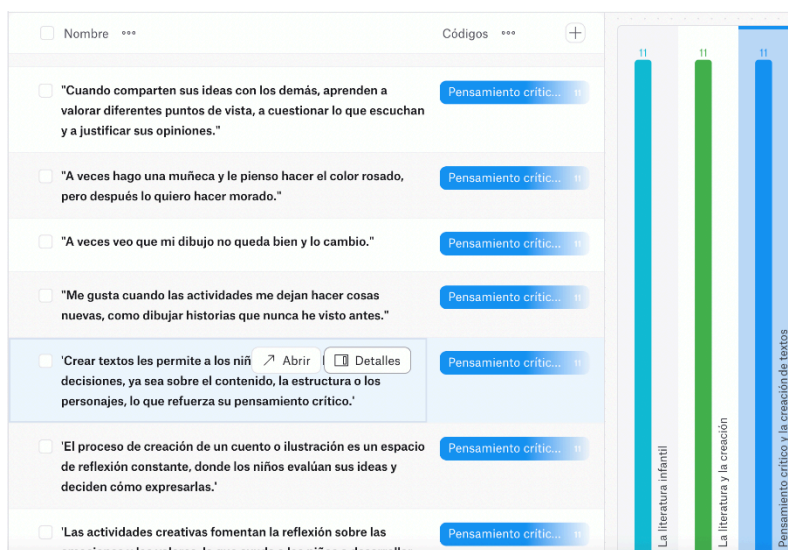 Nombre
Códigos
"Cuando comparten sus ideas con los demás, aprenden a
valorar diferentes puntos de vista, a cuestionar lo que escuchan
y a justificar sus opiniones."
Pensamiento crític... 11
"A veces hago una muñeca y le pienso hacer el color rosado,
pero después lo quiero hacer morado."
Pensamiento crític... 11
"A veces veo que mi dibujo no queda bien y lo cambio."
Pensamiento crític... 11
"Me gusta cuando las actividades me dejan hacer cosas
nuevas, como dibujar historias que nunca he visto antes."
Pensamiento crític... 11
'Crear textos les permite a los niñ
Abrir
Detalles
decisiones, ya sea sobre el contenido, la estructura o los
personajes, lo que refuerza su pensamiento crítico.'
Pensamiento crític... 11
'El proceso de creación de un cuento o ilustración es un espacio
de reflexión constante, donde los niños evalúan sus ideas y
deciden cómo expresarlas.'
Pensamiento crític... 11
'Las actividades creativas fomentan la reflexión sobre las
Pensamiento crític... 11
11
11
11
La literatura infantil
La literatura y la creación
Pensamiento crítico y la creación de textos